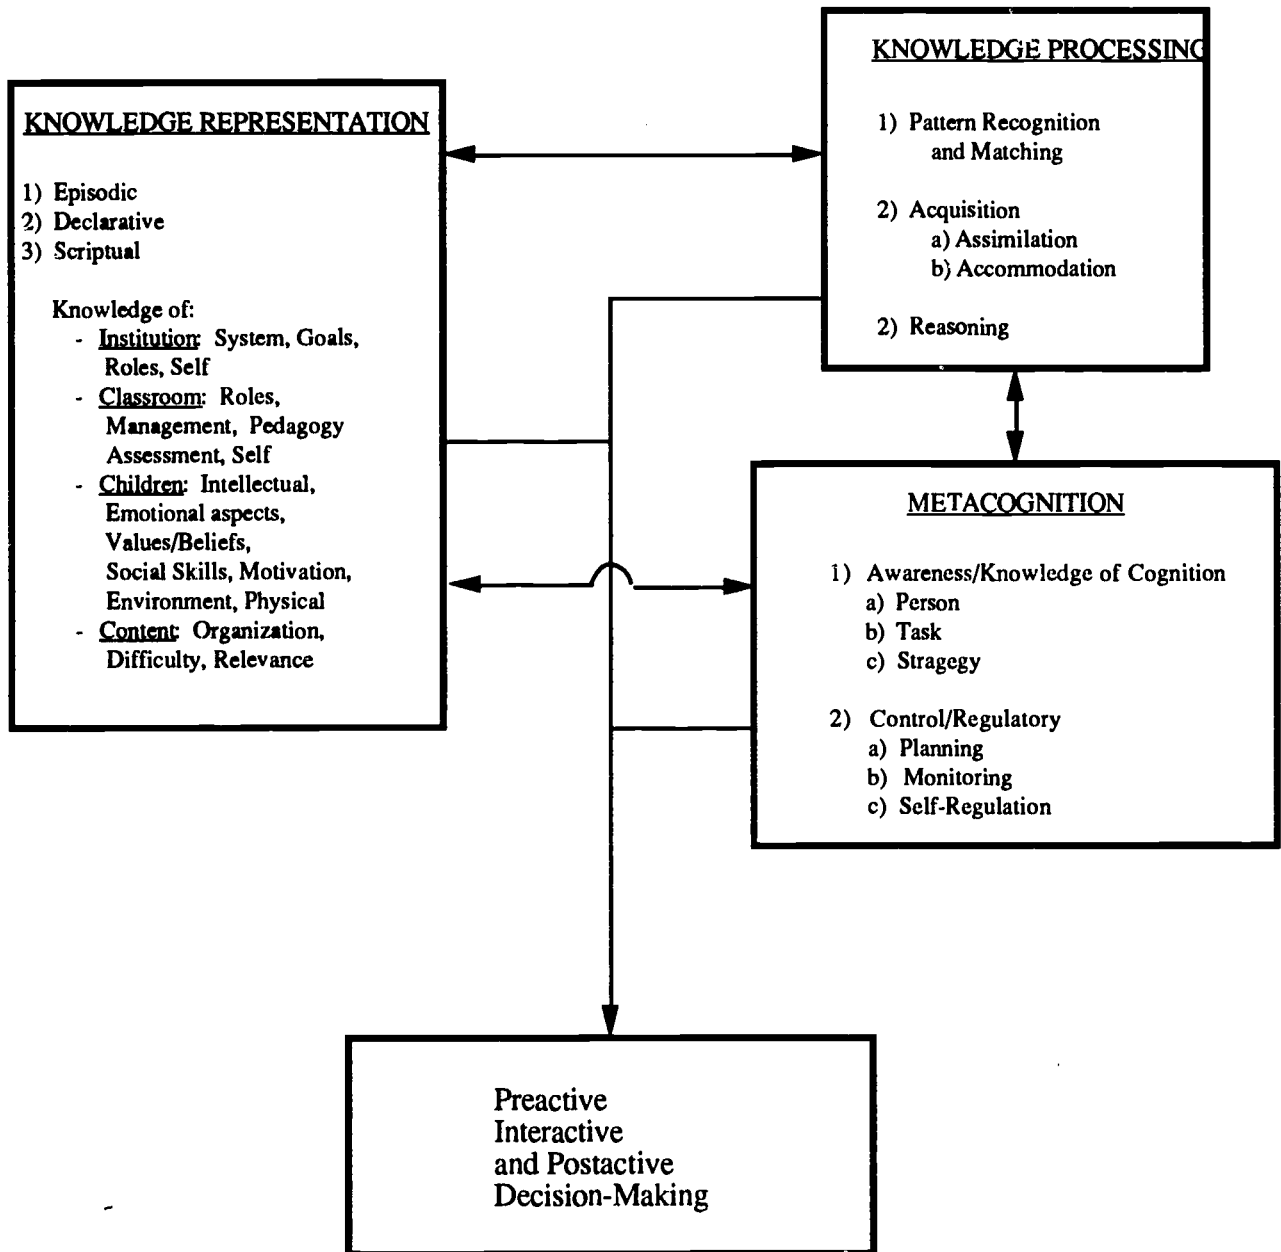 KNOWLEDGE REPRESENTATION
1) Episodic
2) Declarative
3) Scriptual
Knowledge of:
- Institution: System, Goals,
Roles, Self
- Classroom: Roles,
Management, Pedagogy
Assessment, Self
- Children: Intellectual,
Emotional aspects,
Values/Beliefs,
Social Skills, Motivation,
Environment, Physical
- Content: Organization,
Difficulty, Relevance
KNOWLEDGE PROCESSING
1) Pattern Recognition
and Matching
2) Acquisition
a) Assimilation
b) Accommodation
2) Reasoning
METACOGNITION
1) Awareness/Knowledge of Cognition
a) Person
b) Task
c) Stragegy
2) Control/Regulatory
a) Planning
b) Monitoring
c) Self-Regulation
Preactive
Interactive
and Postactive
Decision-Making